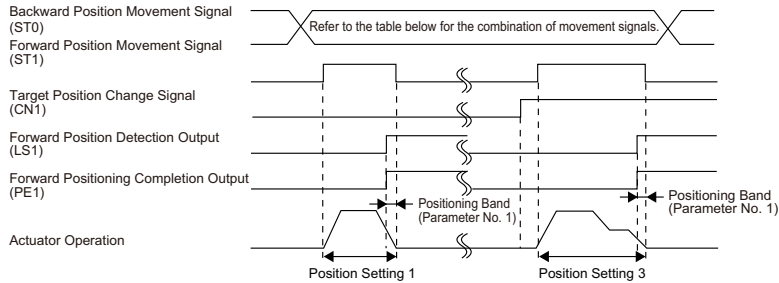 Backward Position Movement Signal
(ST0)
Refer to the table below for the combination of movement signals.
Forward Position Movement Signal
(ST1)
Target Position Change Signal
(CN1)
Forward Position Detection Output
(LS1)
Forward Positioning Completion Output
(PE1)
Positioning Band
(Parameter No. 1)
Positioning Band
(Parameter No. 1)
Actuator Operation
Position Setting 1
Position Setting 3